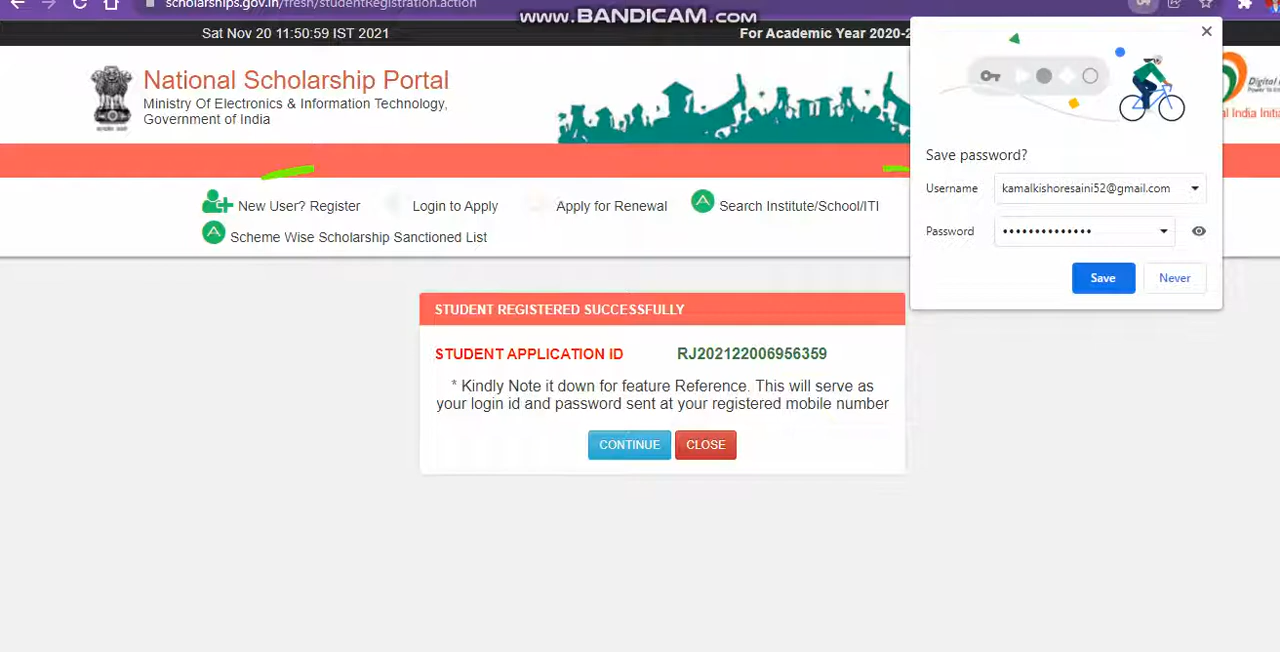 scholarships.gov.in/fresh/studentRegistration.action
www.BANDICAM.com
Sat Nov 20 11:50:59 IST 2021
For Academic Year 2020-2
National Scholarship Portal
Ministry Of Electronics & Information Technology,
Government of India
Digital I
al India Initia
New User? Register
Login to Apply
Apply for Renewal
Search Institute/School/ITI
Scheme Wise Scholarship Sanctioned List
Save password?
Username kamalkishoresaini52@gmail.com
Password ••••••••••••••
Save Never
STUDENT REGISTERED SUCCESSFULLY
STUDENT APPLICATION ID RJ202122006956359
* Kindly Note it down for feature Reference. This will serve as
your login id and password sent at your registered mobile number
CONTINUE CLOSE